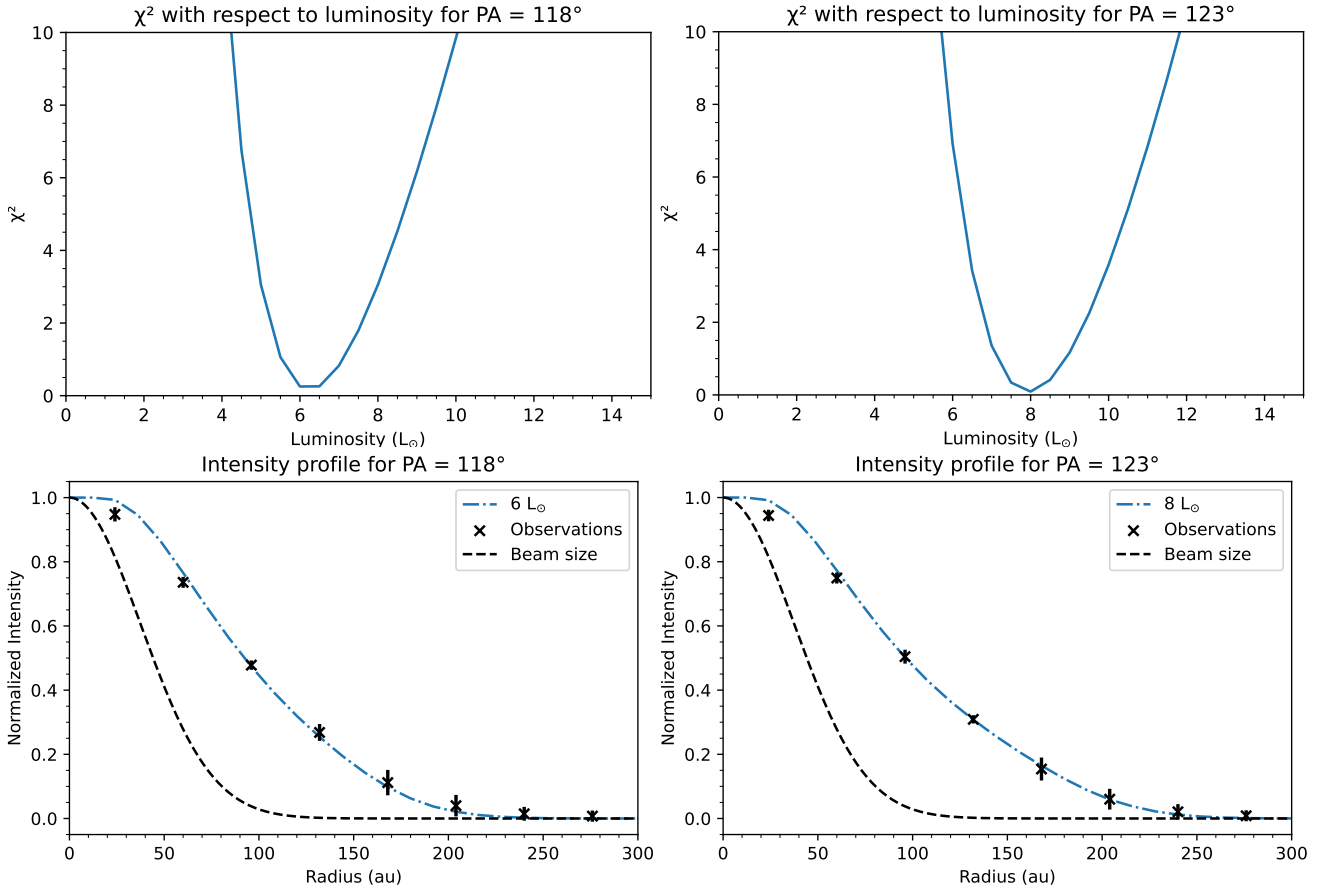 χ² with respect to luminosity for PA = 118°
10
8
6
4
2
0
χ²
0 2 4 6 8 10 12 14
Luminosity (L⊙)
χ² with respect to luminosity for PA = 123°
10
8
6
4
2
0
χ²
0 2 4 6 8 10 12 14
Luminosity (L⊙)
Intensity profile for PA = 118°
1.0
0.8
0.6
0.4
0.2
0.0
Normalized Intensity
6 L⊙
Observations
Beam size
0 50 100 150 200 250 300
Radius (au)
Intensity profile for PA = 123°
1.0
0.8
0.6
0.4
0.2
0.0
Normalized Intensity
8 L⊙
Observations
Beam size
0 50 100 150 200 250 300
Radius (au)